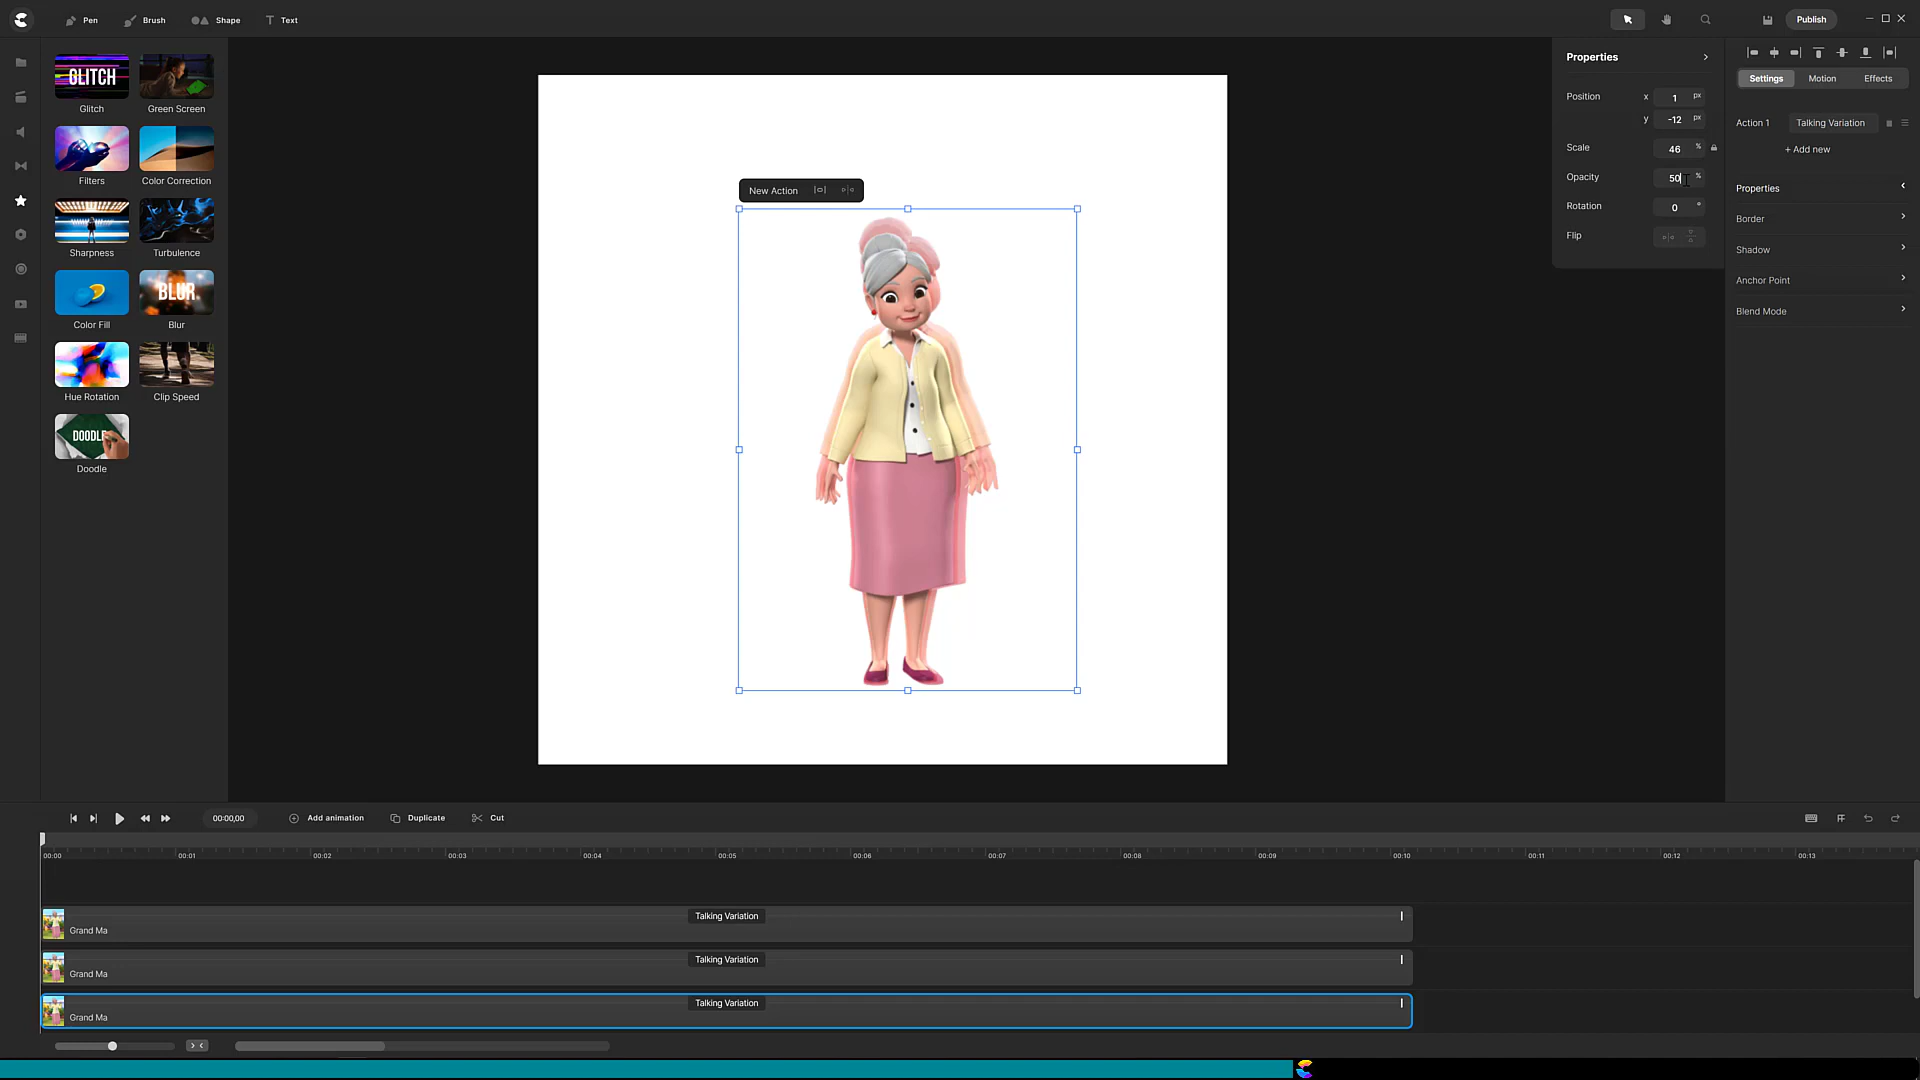 Pen Brush Shape Text Publish
GLITCH
Glitch Green Screen
Filters Color Correction
Sharpness Turbulence
BLUR
Color Fill Blur
Hue Rotation Clip Speed
DOODLE
Doodle
New Action
Properties
Position x 1 px
y -12 px
Scale 46 %
Opacity 50 %
Rotation 0 °
Flip
Settings Motion Effects
Action 1 Talking Variation
+ Add new
Properties
Border
Shadow
Anchor Point
Blend Mode
00:00,00 Add animation Duplicate Cut
00:00 00:01 00:02 00:03 00:04 00:05 00:06 00:07 00:08 00:09 00:10 00:11 00:12 00:13
Talking Variation
Grand Ma
Talking Variation
Grand Ma
Talking Variation
Grand Ma